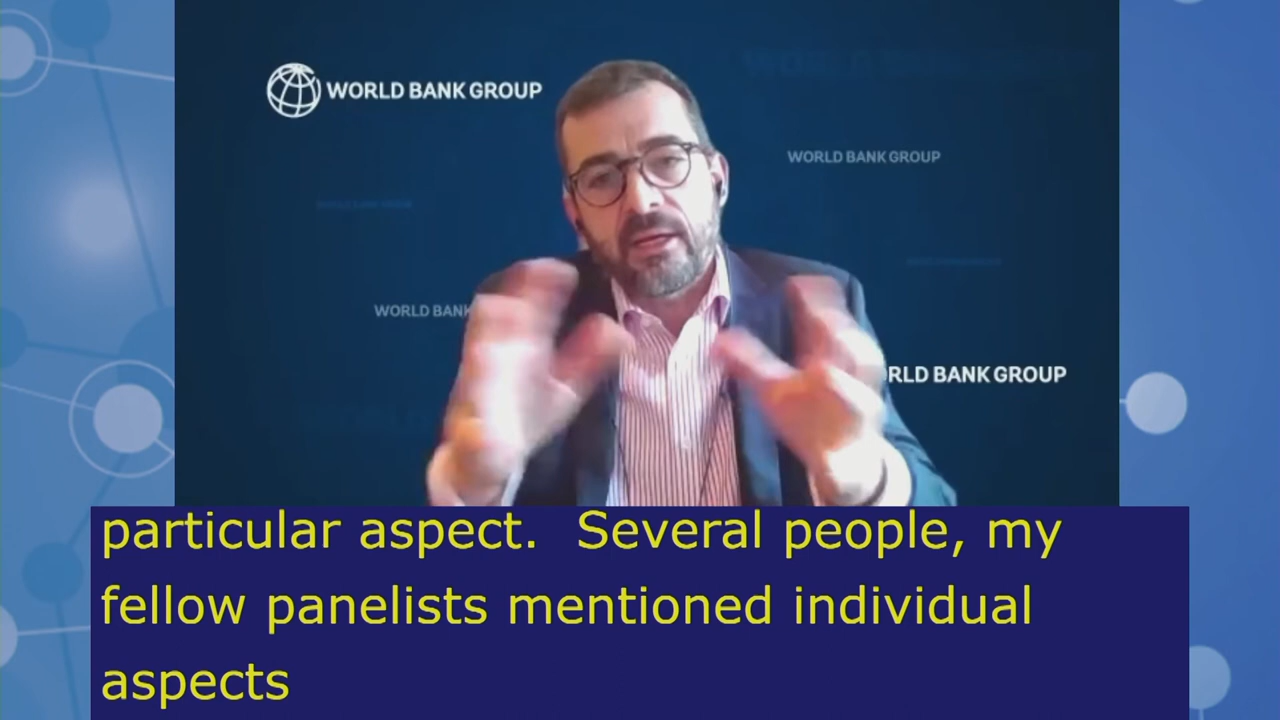 WORLD BANK GROUP
WORLD BANK GROUP
WORLD BANK
RLD BANK GROUP
particular aspect. Several people, my
fellow panelists mentioned individual
aspects